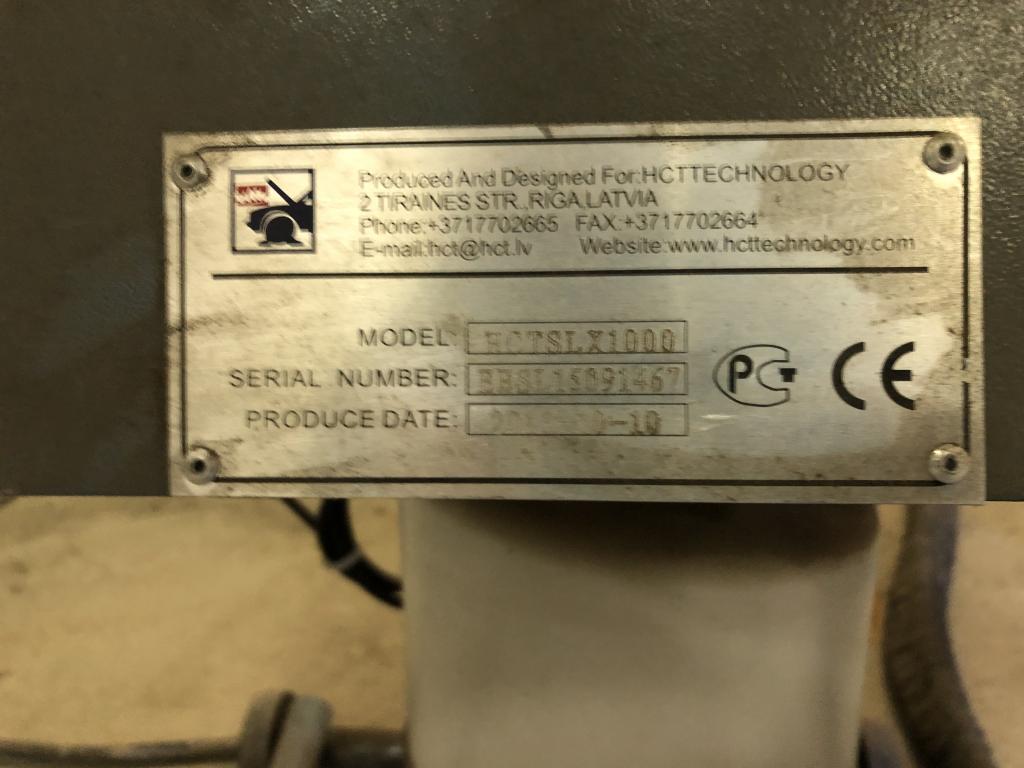 Produced And Designed For:HCTTECHNOLOGY
2 TIRAINES STR.,RIGA,LATVIA
Phone:+3717702665 FAX:+3717702664
E-mail:hct@hct.lv Website:www.hcttechnology.com
MODEL: HCTSLX1000
SERIAL NUMBER:
PRODUCE DATE:
CE